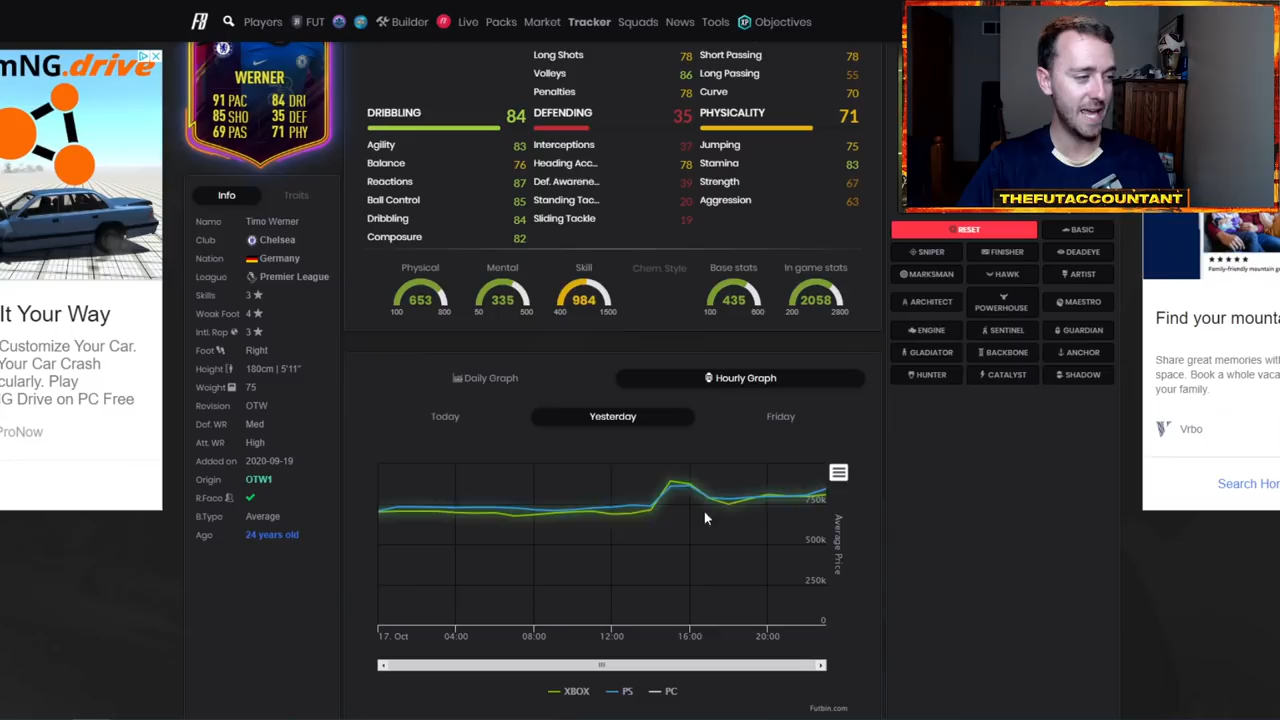 Players FUT Builder Live Packs Market Tracker Squads News Tools Objectives
mNG.drive
WERNER
91 PAC 84 DRI
85 SHO 35 DEF
69 PAS 71 PHY
Long Shots 78 Short Passing 78
Volleys 86 Long Passing 55
Penalties 78 Curve 70
DRIBBLING 84 DEFENDING 35 PHYSICALITY 71
Agility 83 Interceptions 37 Jumping 75
Balance 76 Heading Acc... 78 Stamina 83
Reactions 87 Def. Awarene... 39 Strength 67
Ball Control 85 Standing Tac... 20 Aggression 63
Dribbling 84 Sliding Tackle 19
Composure 82
Physical Mental Skill Chem. Style Base stats In game stats
653 335 984 435 2058
100 800 50 500 400 1500 100 600 200 2800
Info Traits
Name Timo Werner
Club Chelsea
Nation Germany
League Premier League
Skills 3
Weak Foot 4
Intl. Rep 3
Foot Right
Height 180cm | 5'11"
Weight 75
Revision OTW
Def. WR Med
Att. WR High
Added on 2020-09-19
Origin OTW1
R.Face
B.Type Average
Age 24 years old
Daily Graph Hourly Graph
Today Yesterday Friday
750k
500k
250k
0
Average Price
17. Oct 04:00 08:00 12:00 16:00 20:00
XBOX PS PC
Futbin.com
THEFUTACCOUNTANT
RESET BASIC
SNIPER FINISHER DEADEYE
MARKSMAN HAWK ARTIST
ARCHITECT POWERHOUSE MAESTRO
ENGINE SENTINEL GUARDIAN
GLADIATOR BACKBONE ANCHOR
HUNTER CATALYST SHADOW
It Your Way
Customize Your Car.
Your Car Crash
cularly. Play
NG Drive on PC Free
ProNow
Family-friendly mountain g
Find your mounta
Share great memories with
space. Book a whole vaca
your family.
Vrbo
Search Hor